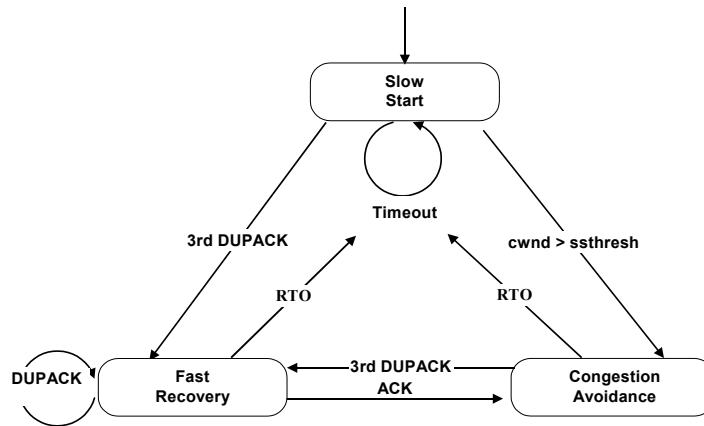 Slow
Start
Timeout
3rd DUPACK
cwnd > ssthresh
RTO
RTO
DUPACK
Fast
Recovery
3rd DUPACK
ACK
Congestion
Avoidance